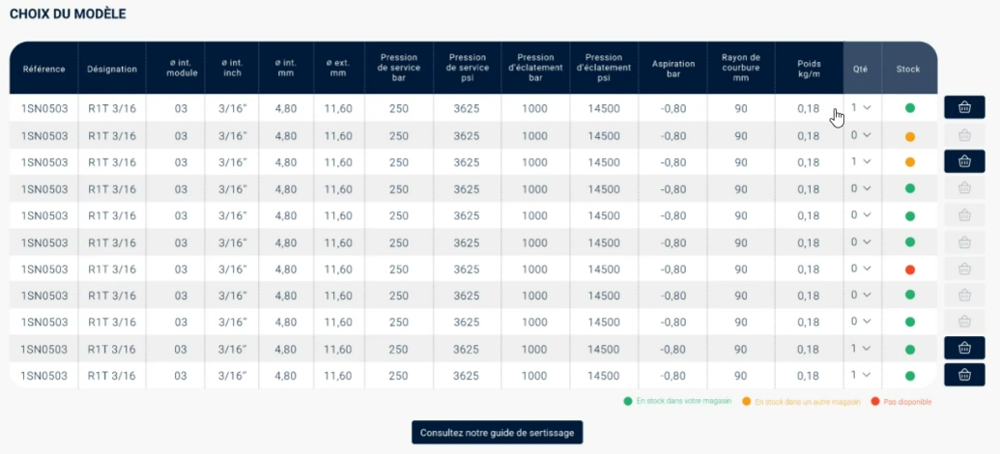 CHOIX DU MODÈLE
Référence Désignation ø int. module ø int. inch ø int. mm ø ext. mm Pression de service bar Pression de service psi Pression d'éclatement bar Pression d'éclatement psi Aspiration bar Rayon de courbure mm Poids kg/m Qté Stock
1SN0503 R1T 3/16 03 3/16" 4,80 11,60 250 3625 1000 14500 -0,80 90 0,18 1
1SN0503 R1T 3/16 03 3/16" 4,80 11,60 250 3625 1000 14500 -0,80 90 0,18 0
1SN0503 R1T 3/16 03 3/16" 4,80 11,60 250 3625 1000 14500 -0,80 90 0,18 1
1SN0503 R1T 3/16 03 3/16" 4,80 11,60 250 3625 1000 14500 -0,80 90 0,18 0
1SN0503 R1T 3/16 03 3/16" 4,80 11,60 250 3625 1000 14500 -0,80 90 0,18 0
1SN0503 R1T 3/16 03 3/16" 4,80 11,60 250 3625 1000 14500 -0,80 90 0,18 0
1SN0503 R1T 3/16 03 3/16" 4,80 11,60 250 3625 1000 14500 -0,80 90 0,18 0
1SN0503 R1T 3/16 03 3/16" 4,80 11,60 250 3625 1000 14500 -0,80 90 0,18 0
1SN0503 R1T 3/16 03 3/16" 4,80 11,60 250 3625 1000 14500 -0,80 90 0,18 0
1SN0503 R1T 3/16 03 3/16" 4,80 11,60 250 3625 1000 14500 -0,80 90 0,18 1
1SN0503 R1T 3/16 03 3/16" 4,80 11,60 250 3625 1000 14500 -0,80 90 0,18 1
En stock dans votre magasin En stock dans un autre magasin Pas disponible
Consultez notre guide de sertissage